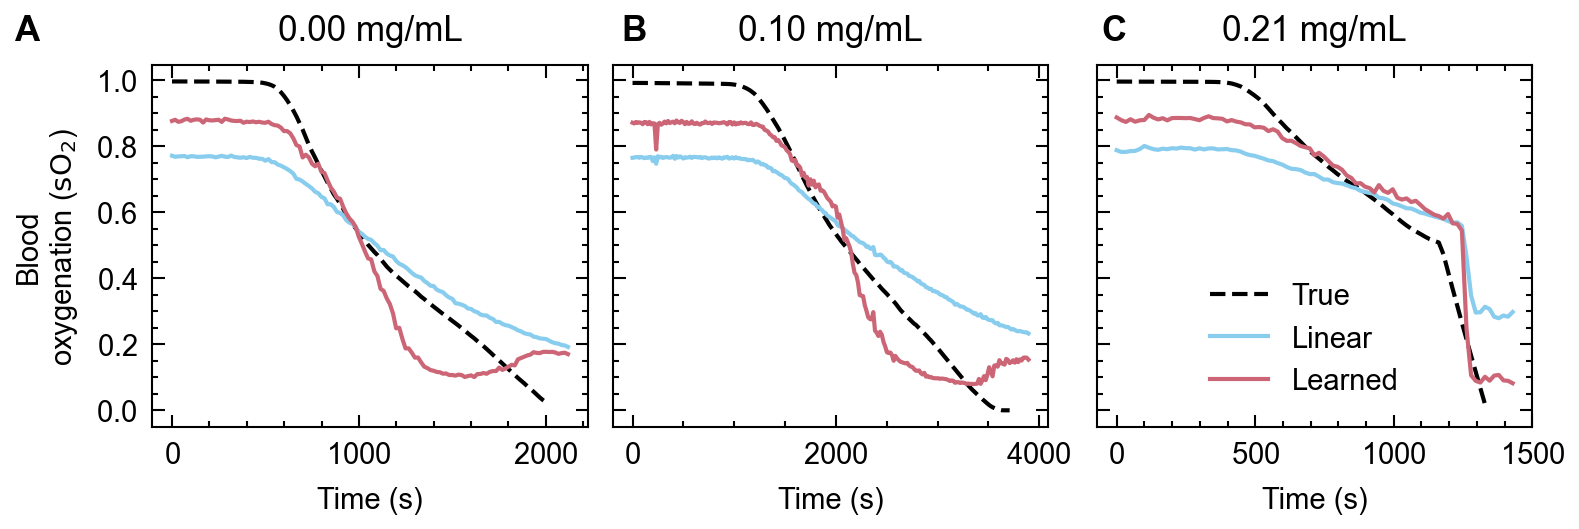 A 0.00 mg/mL
B 0.10 mg/mL
C 0.21 mg/mL
Blood
oxygenation (sO₂)
1.0
0.8
0.6
0.4
0.2
0.0
0 1000 2000
Time (s)
0 2000 4000
Time (s)
True
Linear
Learned
0 500 1000 1500
Time (s)